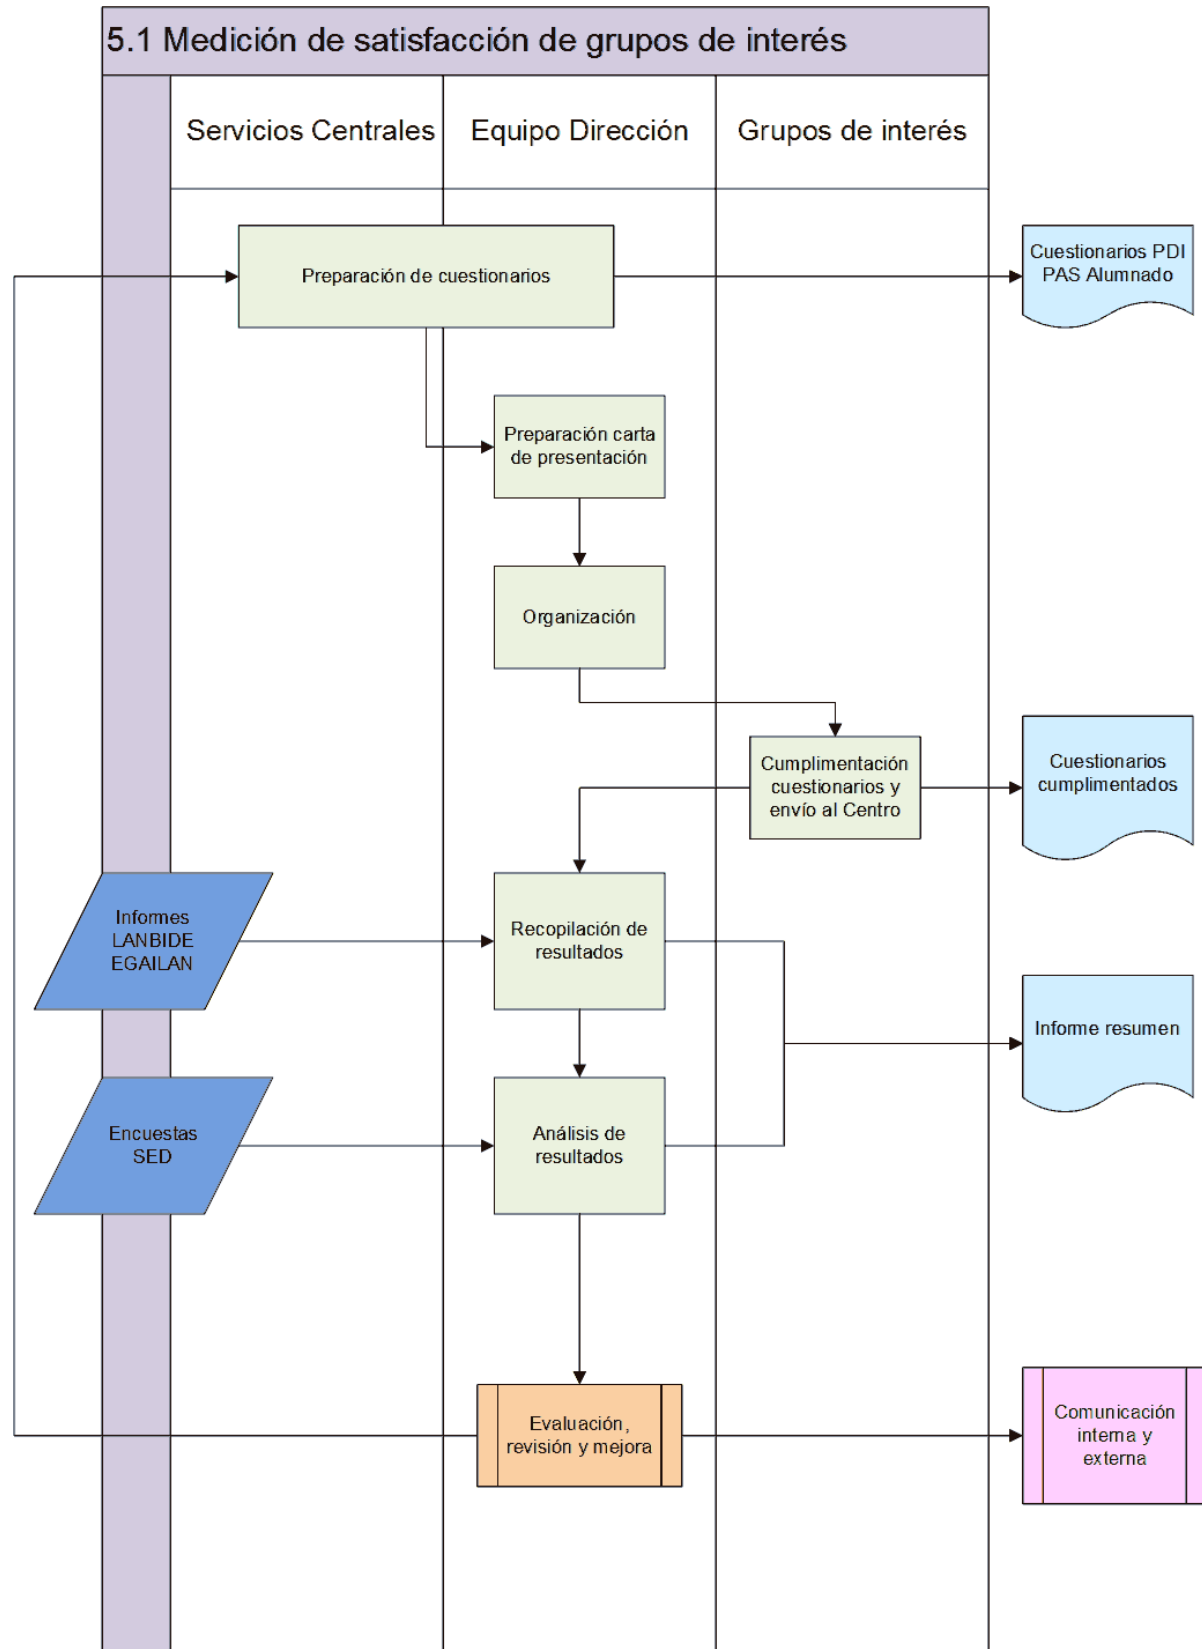 5.1 Medición de satisfacción de grupos de interés
Servicios Centrales
Equipo Dirección
Grupos de interés
Preparación de cuestionarios
Cuestionarios PDI
PAS Alumnado
Preparación carta
de presentación
Organización
Cumplimentación
cuestionarios y
envío al Centro
Cuestionarios
cumplimentados
Informes
LANBIDE
EGAILAN
Recopilación de
resultados
Informe resumen
Encuestas
SED
Análisis de
resultados
Evaluación,
revisión y mejora
Comunicación
interna y
externa